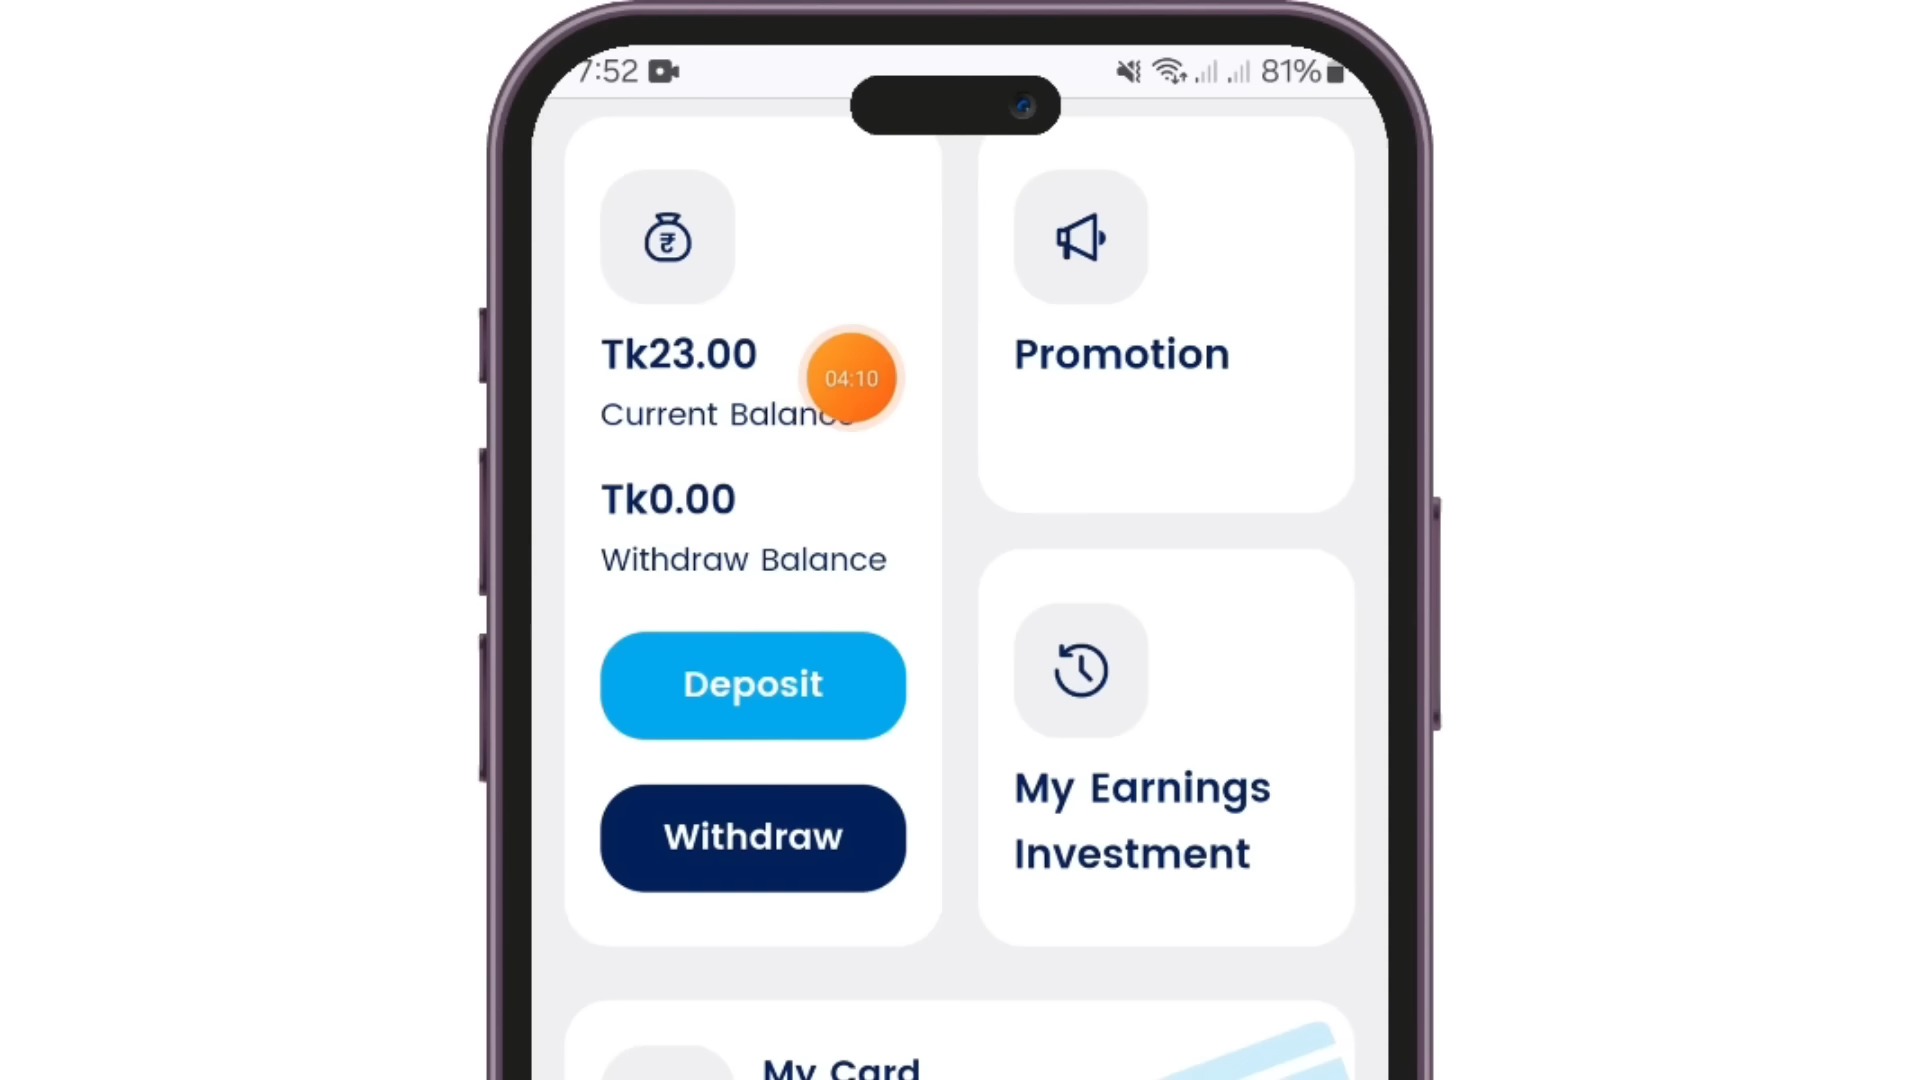 7:52
81%
Tk23.00
04:10
Current Balance
Tk0.00
Withdraw Balance
Deposit
Withdraw
Promotion
My Earnings
Investment
My Card